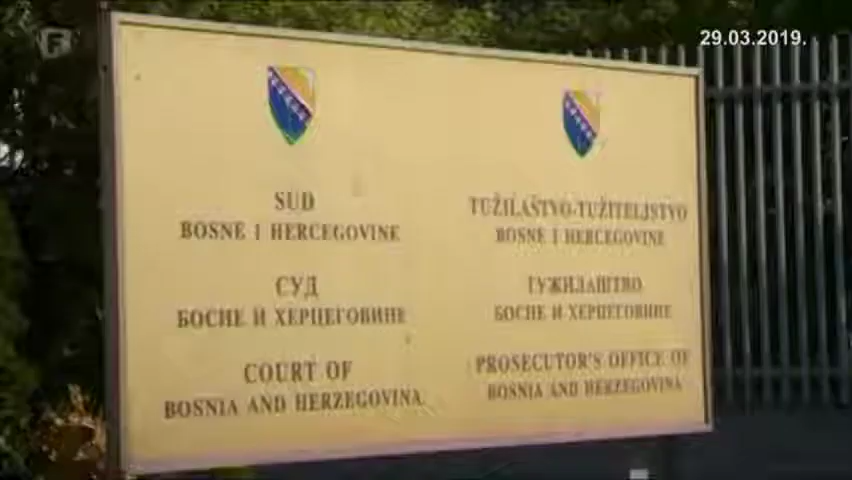 F
29.03.2019.
SUD
BOSNE I HERCEGOVINE
СУД
БОСНЕ И ХЕРЦЕГОВИНЕ
COURT OF
BOSNIA AND HERZEGOVINA
TUŽILAŠTVO-TUŽITELJSTVO
BOSNE I HERCEGOVINE
ТУЖИЛАШТВО
БОСНЕ И ХЕРЦЕГОВИНЕ
PROSECUTOR'S OFFICE OF
BOSNIA AND HERZEGOVINA